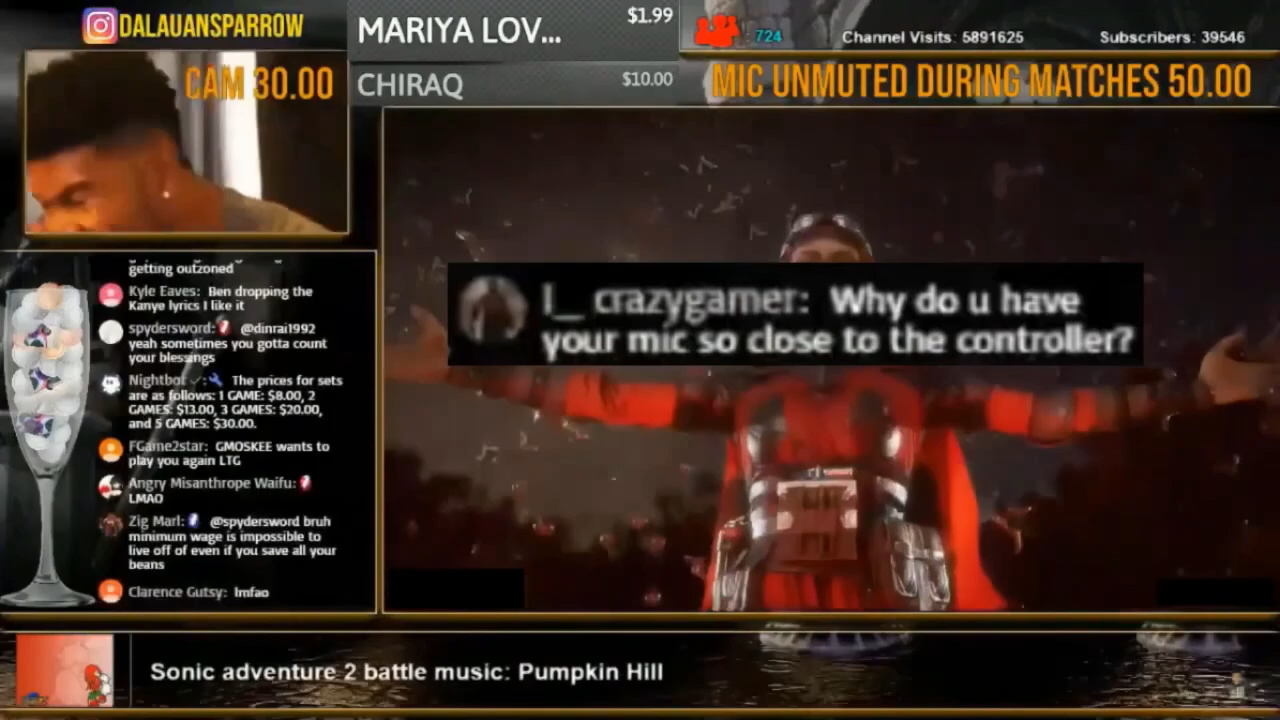 DALAUANSPARROW
CAM 30.00
MARIYA LOV...
$1.99
CHIRAQ
$10.00
724
Channel Visits: 5891625
Subscribers: 39546
MIC UNMUTED DURING MATCHES 50.00
getting outzoned
Kyle Eaves: Ben dropping the
Kanye lyrics I like it
spydersword: @dinrai1992
yeah sometimes you gotta count
your blessings
Nightbot ✓: The prices for sets
are as follows: 1 GAME: $8.00, 2
GAMES: $13.00, 3 GAMES: $20.00,
and 5 GAMES: $30.00.
FGame2star: GMOSKEE wants to
play you again LTG
Angry Misanthrope Waifu:
LMAO
Zig Marl: @spydersword bruh
minimum wage is impossible to
live off of even if you save all your
beans
Clarence Gutsy: lmfao
I__ crazygamer: Why do u have
your mic so close to the controller?
Sonic adventure 2 battle music: Pumpkin Hill